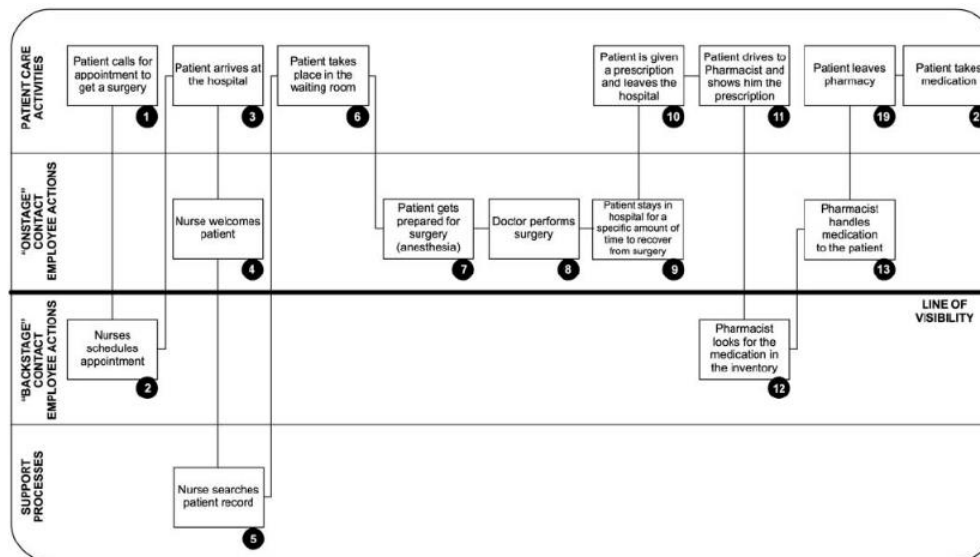 PATIENT CARE
ACTIVITIES
Patient calls for
appointment to
get a surgery
1
Patient arrives at
the hospital
3
Patient takes
place in the
waiting room
6
Patient is given
a prescription
and leaves the
hospital
10
Patient drives to
Pharmacist and
shows him the
prescription
11
Patient leaves
pharmacy
19
Patient takes
medication
2
"ONSTAGE"
CONTACT
EMPLOYEE ACTIONS
Nurse welcomes
patient
4
Patient gets
prepared for
surgery
(anesthesia)
7
Doctor performs
surgery
8
Patient stays in
hospital for a
specific amount of
time to recover
from surgery
9
Pharmacist
handles
medication
to the patient
13
LINE OF
VISIBILITY
"BACKSTAGE"
CONTACT
EMPLOYEE ACTIONS
Nurses
schedules
appointment
2
Pharmacist
looks for the
medication in
the inventory
12
SUPPORT
PROCESSES
Nurse searches
patient record
5